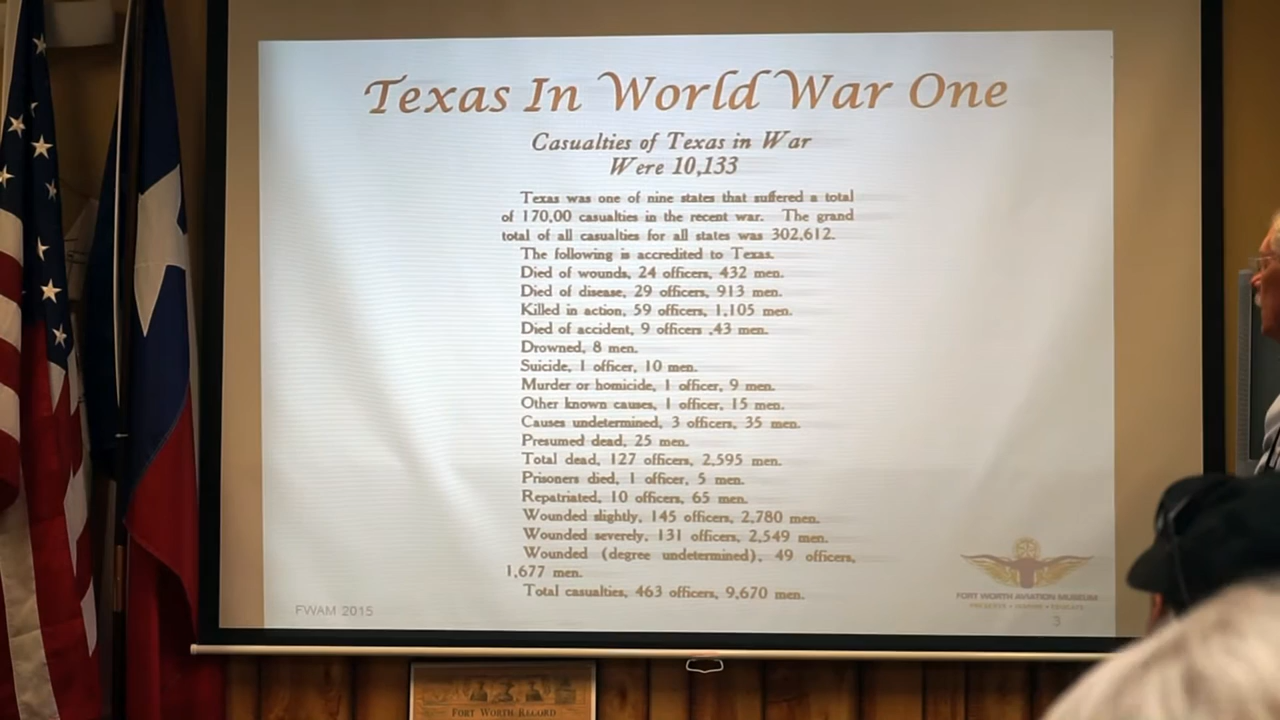 Texas In World War One
Casualties of Texas in War
Were 10,133
Texas was one of nine states that suffered a total
of 170,00 casualties in the recent war. The grand
total of all casualties for all states was 302,612.
The following is accredited to Texas.
Died of wounds, 24 officers, 432 men.
Died of disease, 29 officers, 913 men.
Killed in action, 59 officers, 1,105 men.
Died of accident, 9 officers ,43 men.
Drowned, 8 men.
Suicide, 1 officer, 10 men.
Murder or homicide, 1 officer, 9 men.
Other known causes, 1 officer, 15 men.
Causes undetermined, 3 officers, 35 men.
Presumed dead, 25 men.
Total dead, 127 officers, 2,595 men.
Prisoners died, 1 officer, 5 men.
Repatriated, 10 officers, 65 men.
Wounded slightly, 145 officers, 2,780 men.
Wounded severely, 131 officers, 2,549 men.
Wounded (degree undetermined), 49 officers,
1,677 men.
Total casualties, 463 officers, 9,670 men.
FWAM 2015
FORT WORTH AVIATION MUSEUM
3
FORT WORTH RECORD